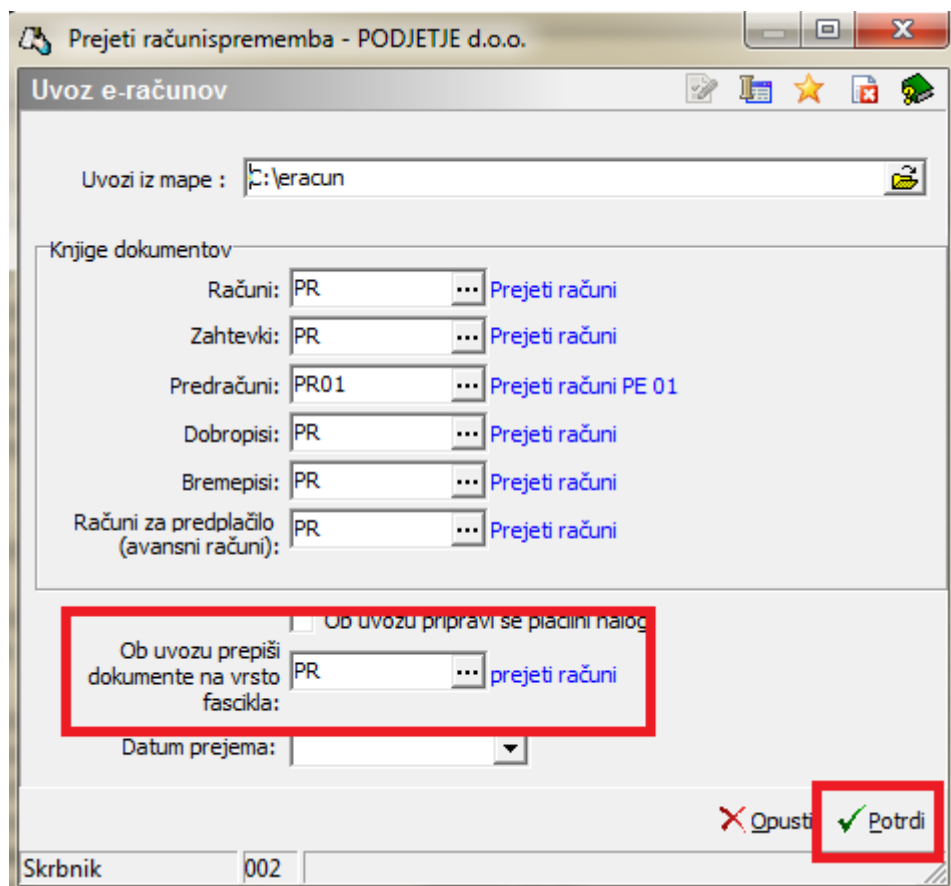 Prejeti računisprememba - PODJETJE d.o.o.
Uvoz e-računov
Uvozi iz mape : C:\eracun
Knjige dokumentov
Računi: PR ... Prejeti računi
Zahtevki: PR ... Prejeti računi
Predračuni: PR01 ... Prejeti računi PE 01
Dobropisi: PR ... Prejeti računi
Bremepisi: PR ... Prejeti računi
Računi za predplačilo
(avansni računi): PR ... Prejeti računi
Ob uvozu pripravi še plačilni nalog
Ob uvozu prepiši
dokumente na vrsto PR ... prejeti računi
fascikla:
Datum prejema:
Opusti Potrdi
Skrbnik 002